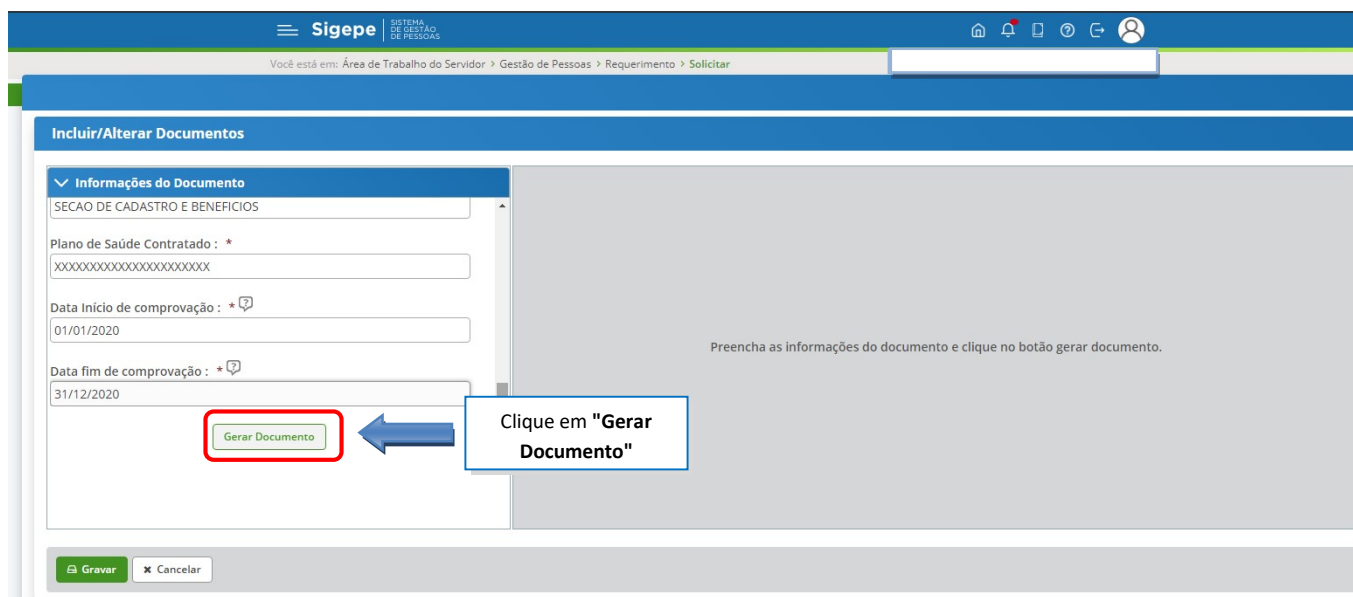 Sigepe
SISTEMA
DE GESTÃO
DE PESSOAS
Você está em: Área de Trabalho do Servidor > Gestão de Pessoas > Requerimento > Solicitar
Incluir/Alterar Documentos
Informações do Documento
SECAO DE CADASTRO E BENEFICIOS
Plano de Saúde Contratado : *
XXXXXXXXXXXXXXXXXXXXXX
Data Início de comprovação : *
01/01/2020
Data fim de comprovação : *
31/12/2020
Gerar Documento
Clique em "Gerar
Documento"
Preencha as informações do documento e clique no botão gerar documento.
Gravar
Cancelar